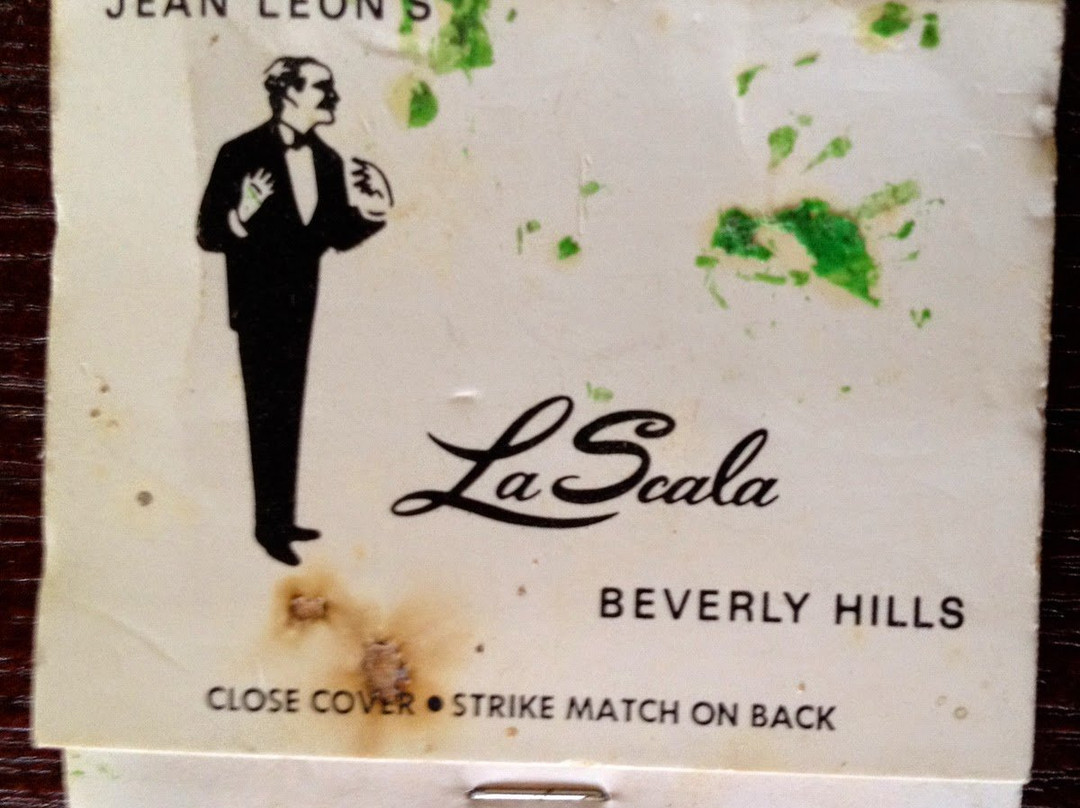 JEAN LEON'S
La Scala
BEVERLY HILLS
CLOSE COVER • STRIKE MATCH ON BACK